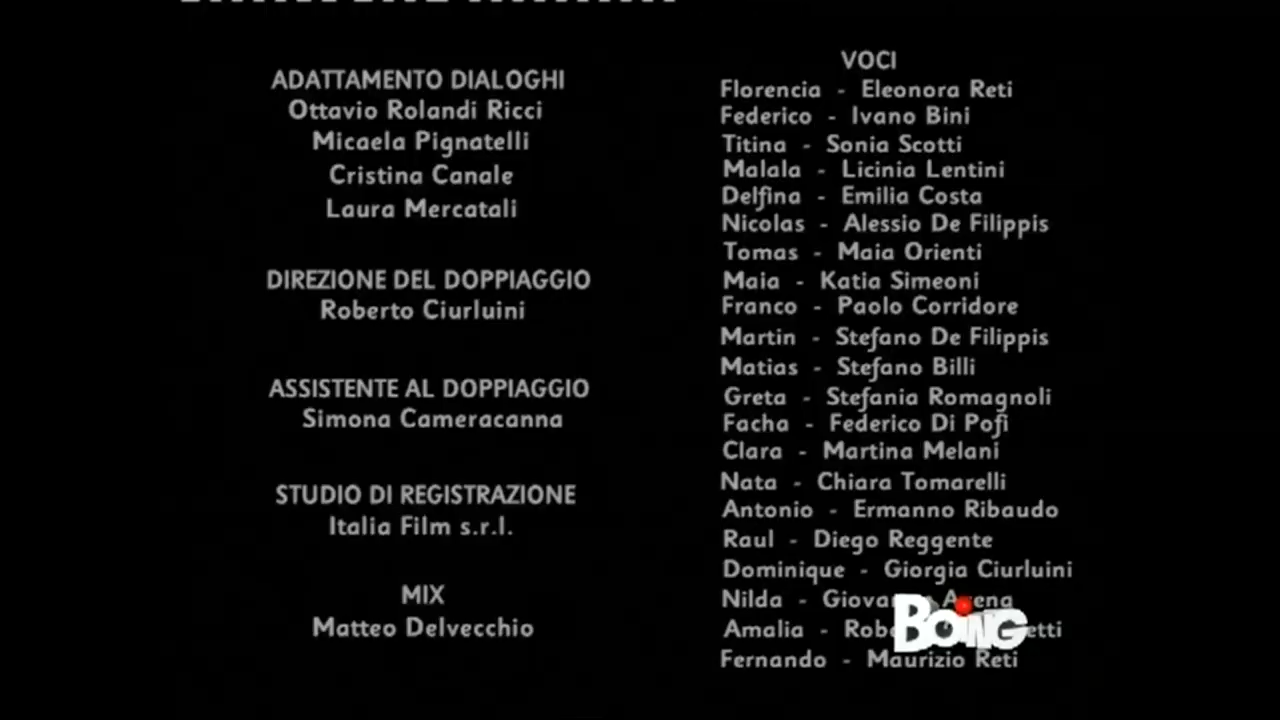 ADATTAMENTO DIALOGHI
Ottavio Rolandi Ricci
Micaela Pignatelli
Cristina Canale
Laura Mercatali
DIREZIONE DEL DOPPIAGGIO
Roberto Ciurluini
ASSISTENTE AL DOPPIAGGIO
Simona Cameracanna
STUDIO DI REGISTRAZIONE
Italia Film s.r.l.
MIX
Matteo Delvecchio
VOCI
Florencia - Eleonora Reti
Federico - Ivano Bini
Titina - Sonia Scotti
Malala - Licinia Lentini
Delfina - Emilia Costa
Nicolas - Alessio De Filippis
Tomas - Maia Orienti
Maia - Katia Simeoni
Franco - Paolo Corridore
Martin - Stefano De Filippis
Matias - Stefano Billi
Greta - Stefania Romagnoli
Facha - Federico Di Pofi
Clara - Martina Melani
Nata - Chiara Tomarelli
Antonio - Ermanno Ribaudo
Raul - Diego Reggente
Dominique - Giorgia Ciurluini
Nilda -
Amalia -
Fernando - Maurizio Reti
BOING